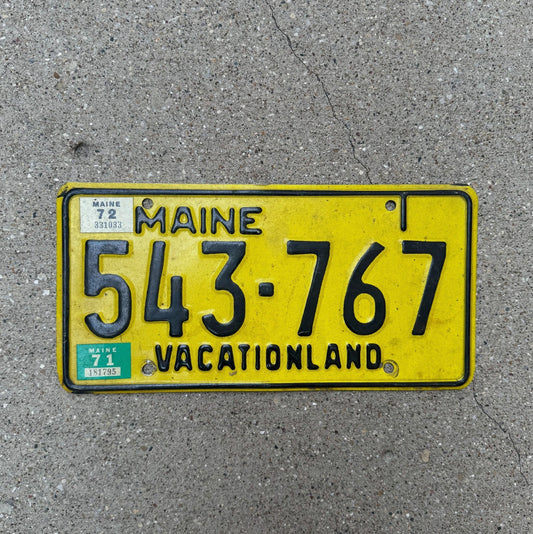 MAINE
72
331033
MAINE
543-767
MAINE
71
181795
VACATIONLAND